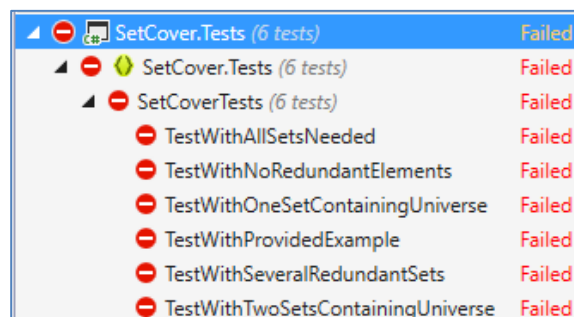 C# SetCover.Tests (6 tests) Failed
SetCover.Tests (6 tests) Failed
SetCoverTests (6 tests) Failed
TestWithAllSetsNeeded Failed
TestWithNoRedundantElements Failed
TestWithOneSetContainingUniverse Failed
TestWithProvidedExample Failed
TestWithSeveralRedundantSets Failed
TestWithTwoSetsContainingUniverse Failed